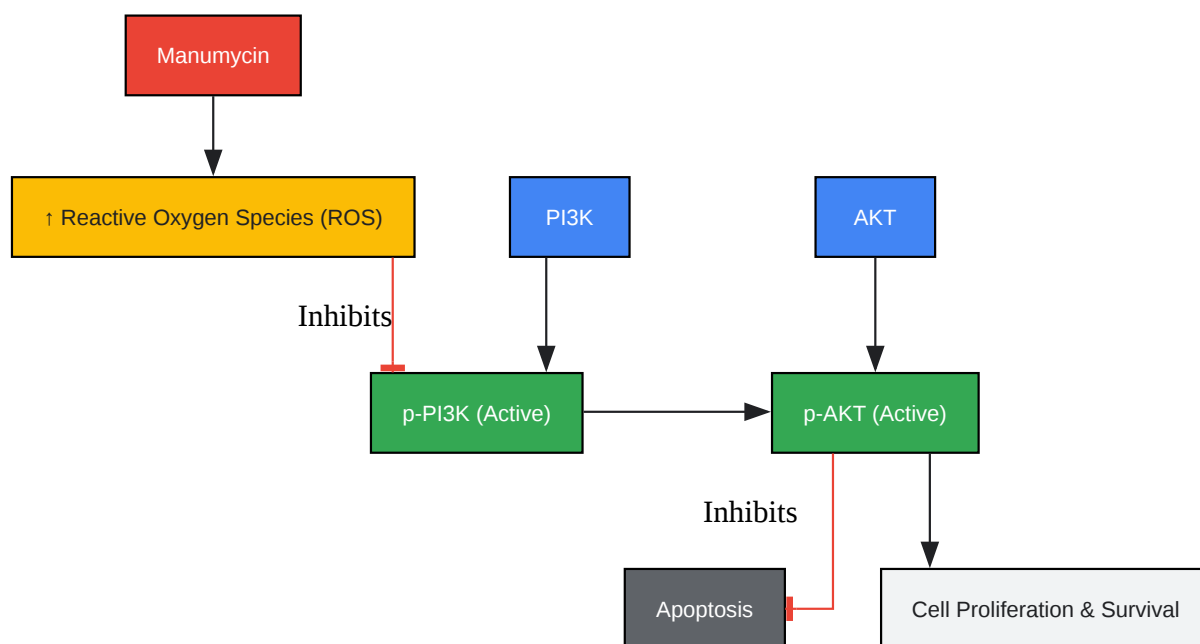 Manumycin
↑ Reactive Oxygen Species (ROS)
PI3K
AKT
Inhibits
p-PI3K (Active)
p-AKT (Active)
Inhibits
Apoptosis
Cell Proliferation & Survival